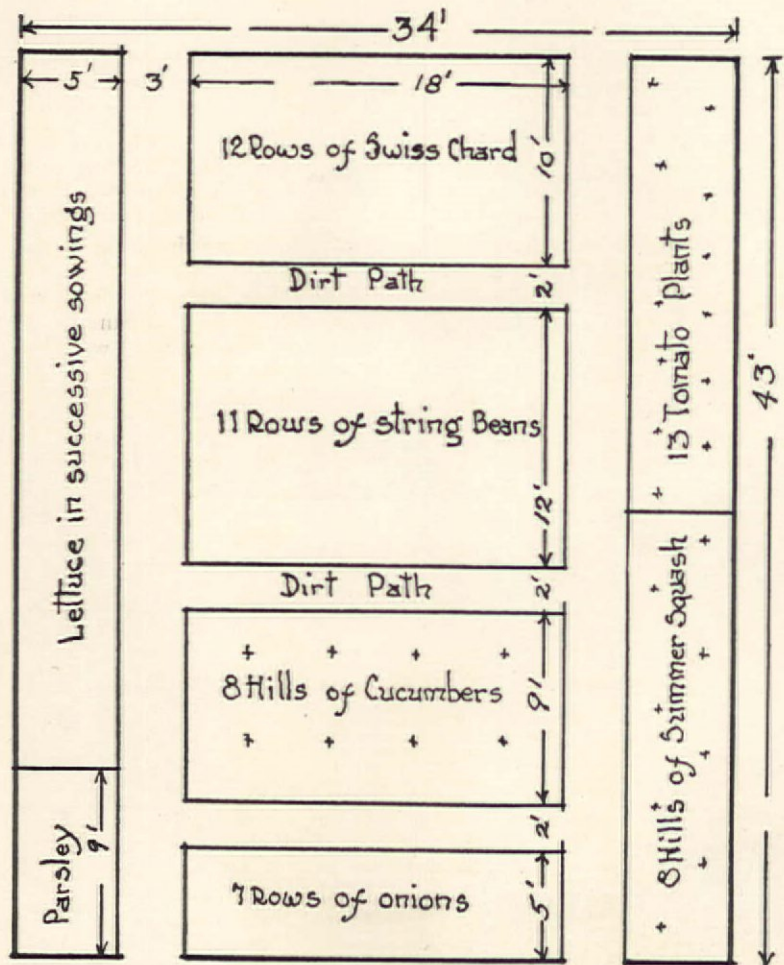 34'
5'
3'
18'
12 Rows of Swiss Chard
10'
Dirt Path
2'
11 Rows of string Beans
12'
Dirt Path
2'
8 Hills of Cucumbers
9'
2'
7 Rows of onions
5'
Lettuce in successive sowings
Parsley
9'
13 Tomato Plants
8 Hills of Summer Squash
43'